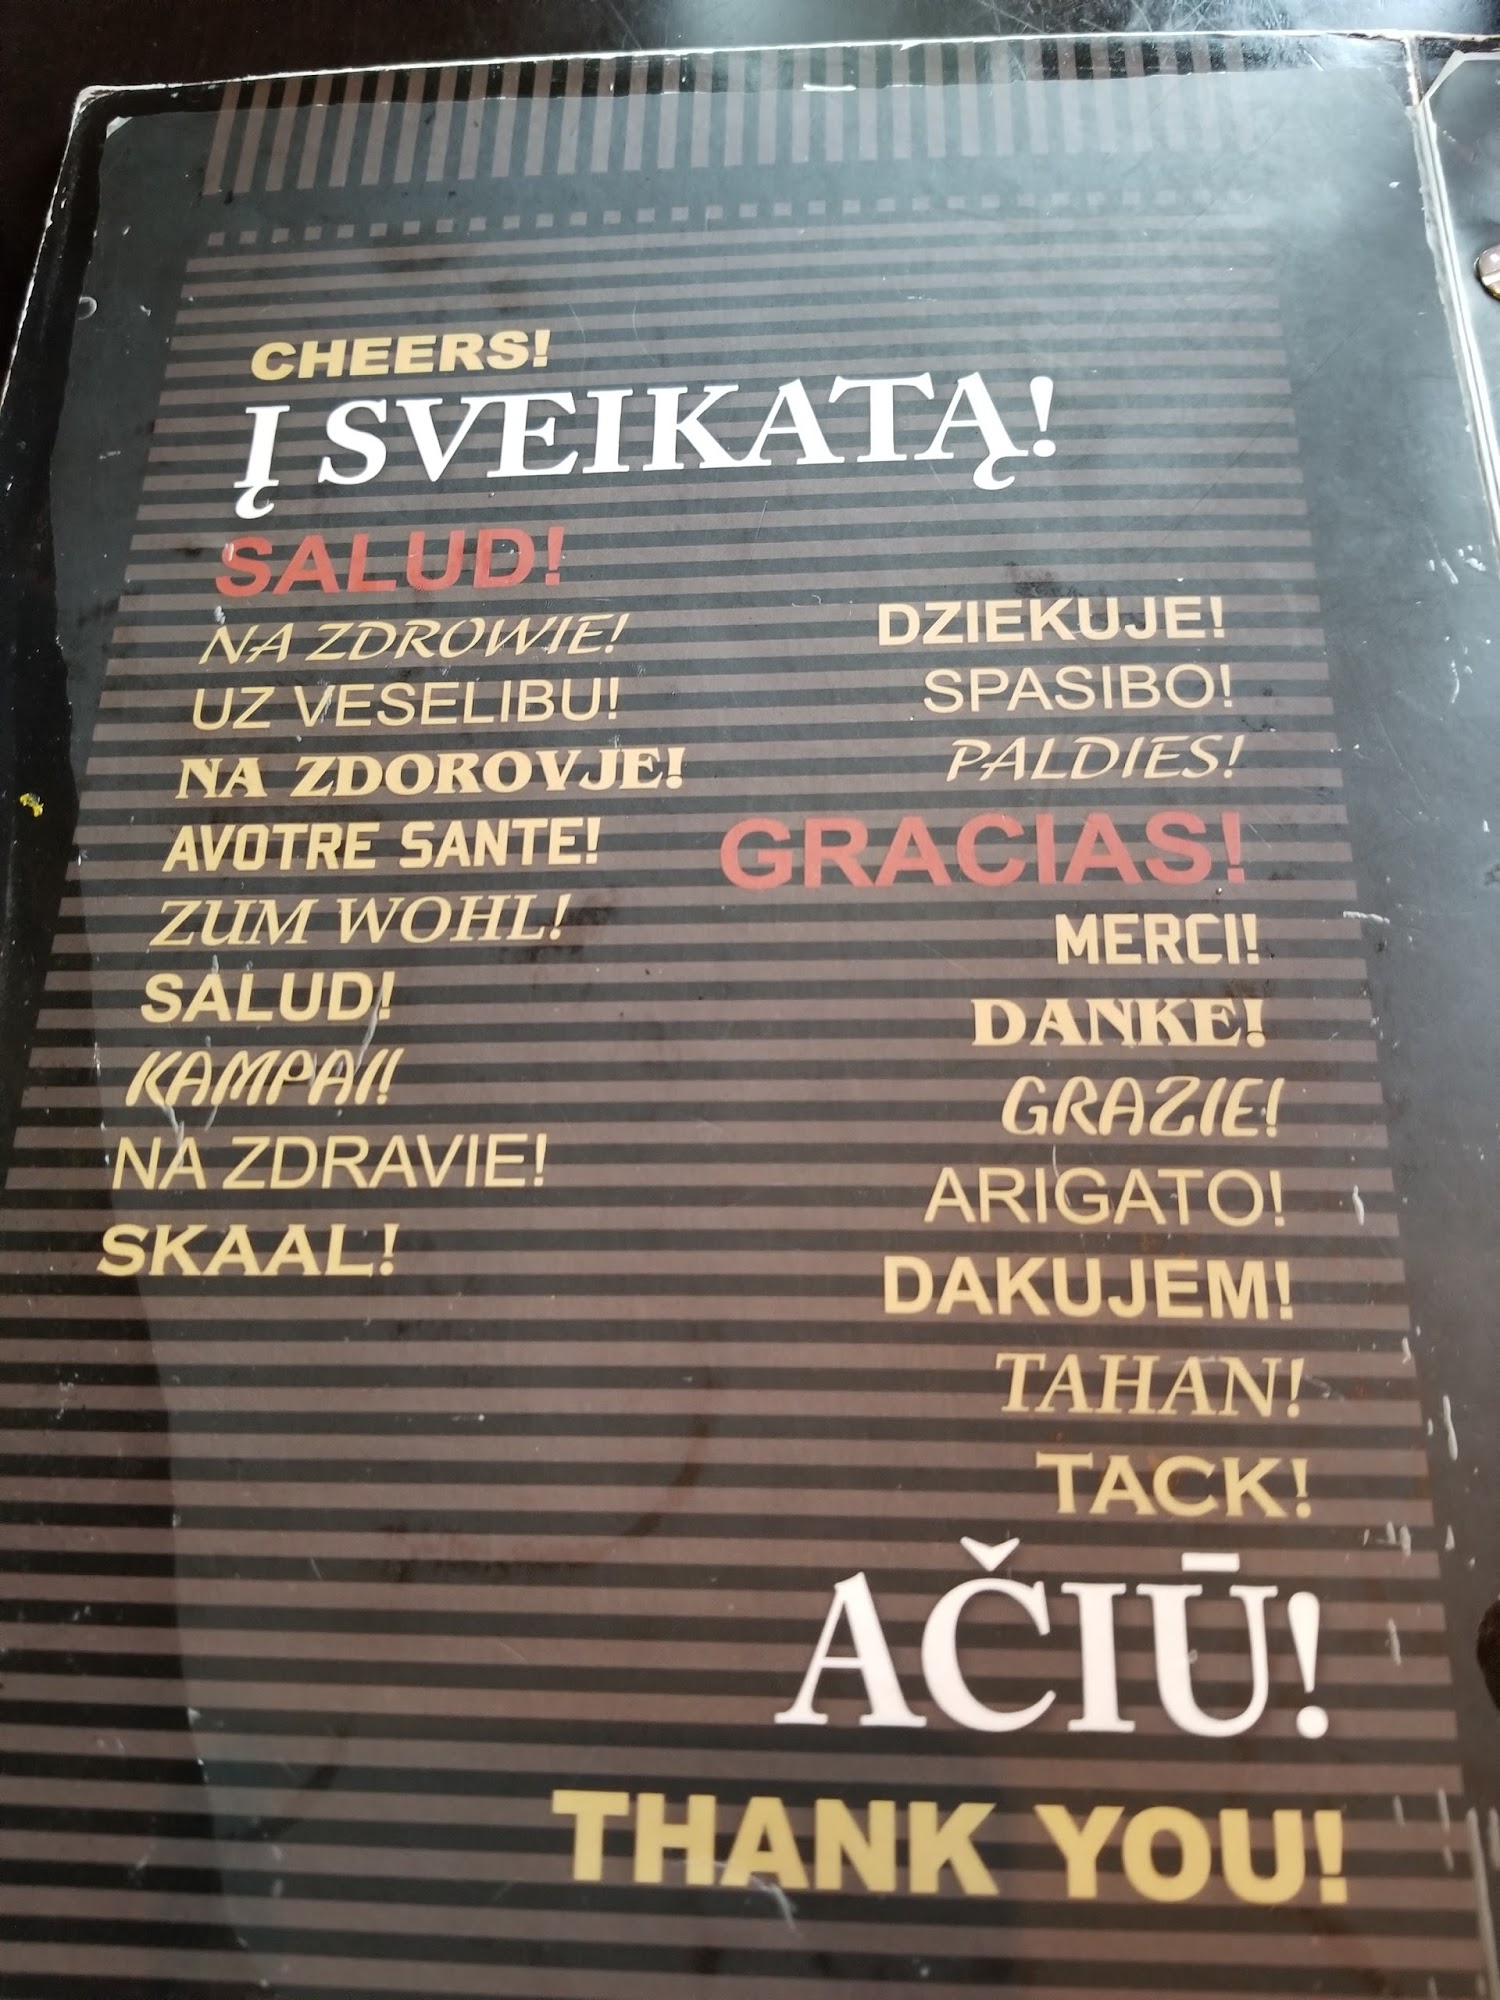 CHEERS!
Į SVEIKATĄ!
SALUD!
NA ZDROWIE!
UZ VESELIBU!
NA ZDOROVJE!
AVOTRE SANTE!
ZUM WOHL!
SALUD!
KAMPAI!
NA ZDRAVIE!
SKAAL!
DZIEKUJE!
SPASIBO!
PALDIES!
GRACIAS!
MERCI!
DANKE!
GRAZIE!
ARIGATO!
DAKUJEM!
TAHAN!
TACK!
AČIŪ!
THANK YOU!